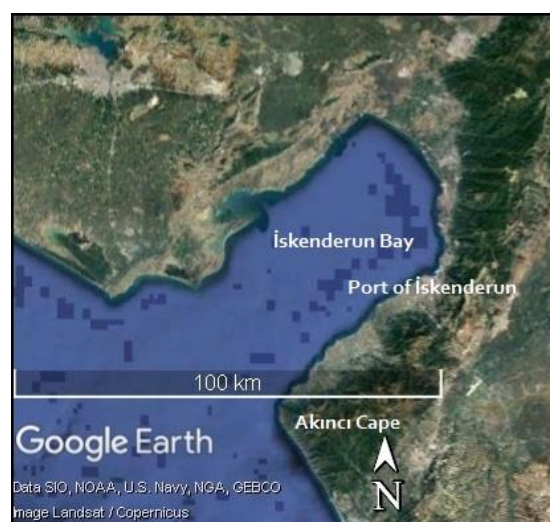 İskenderun Bay
Port of İskenderun
100 km
Akıncı Cape
Google Earth
N
Data SIO, NOAA, U.S. Navy, NGA, GEBCO
Image Landsat / Copernicus